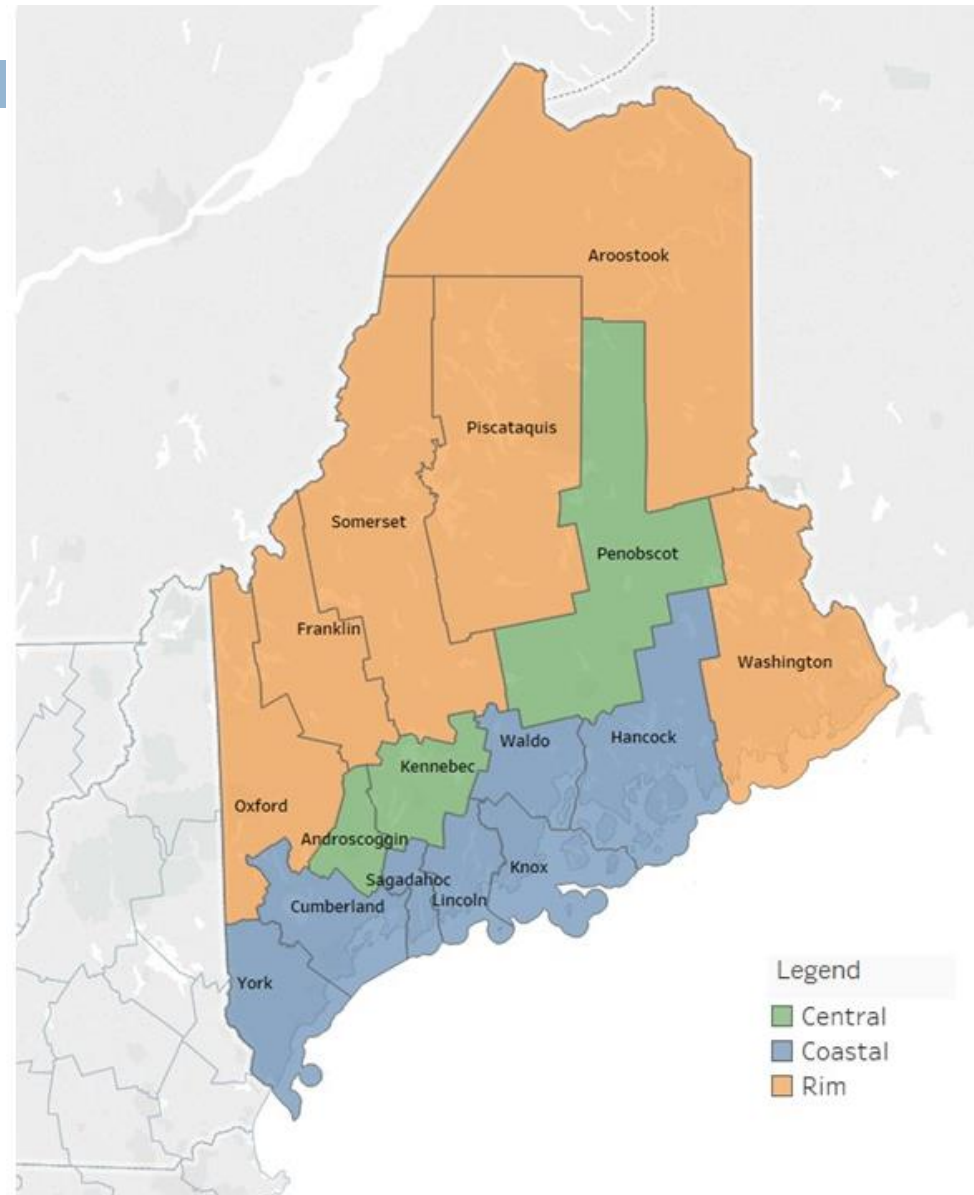 Aroostook
Piscataquis
Somerset
Penobscot
Franklin
Washington
Hancock
Waldo
Kennebec
Oxford
Androscoggin
Knox
Sagadahoc
Lincoln
Cumberland
York
Legend
Central
Coastal
Rim